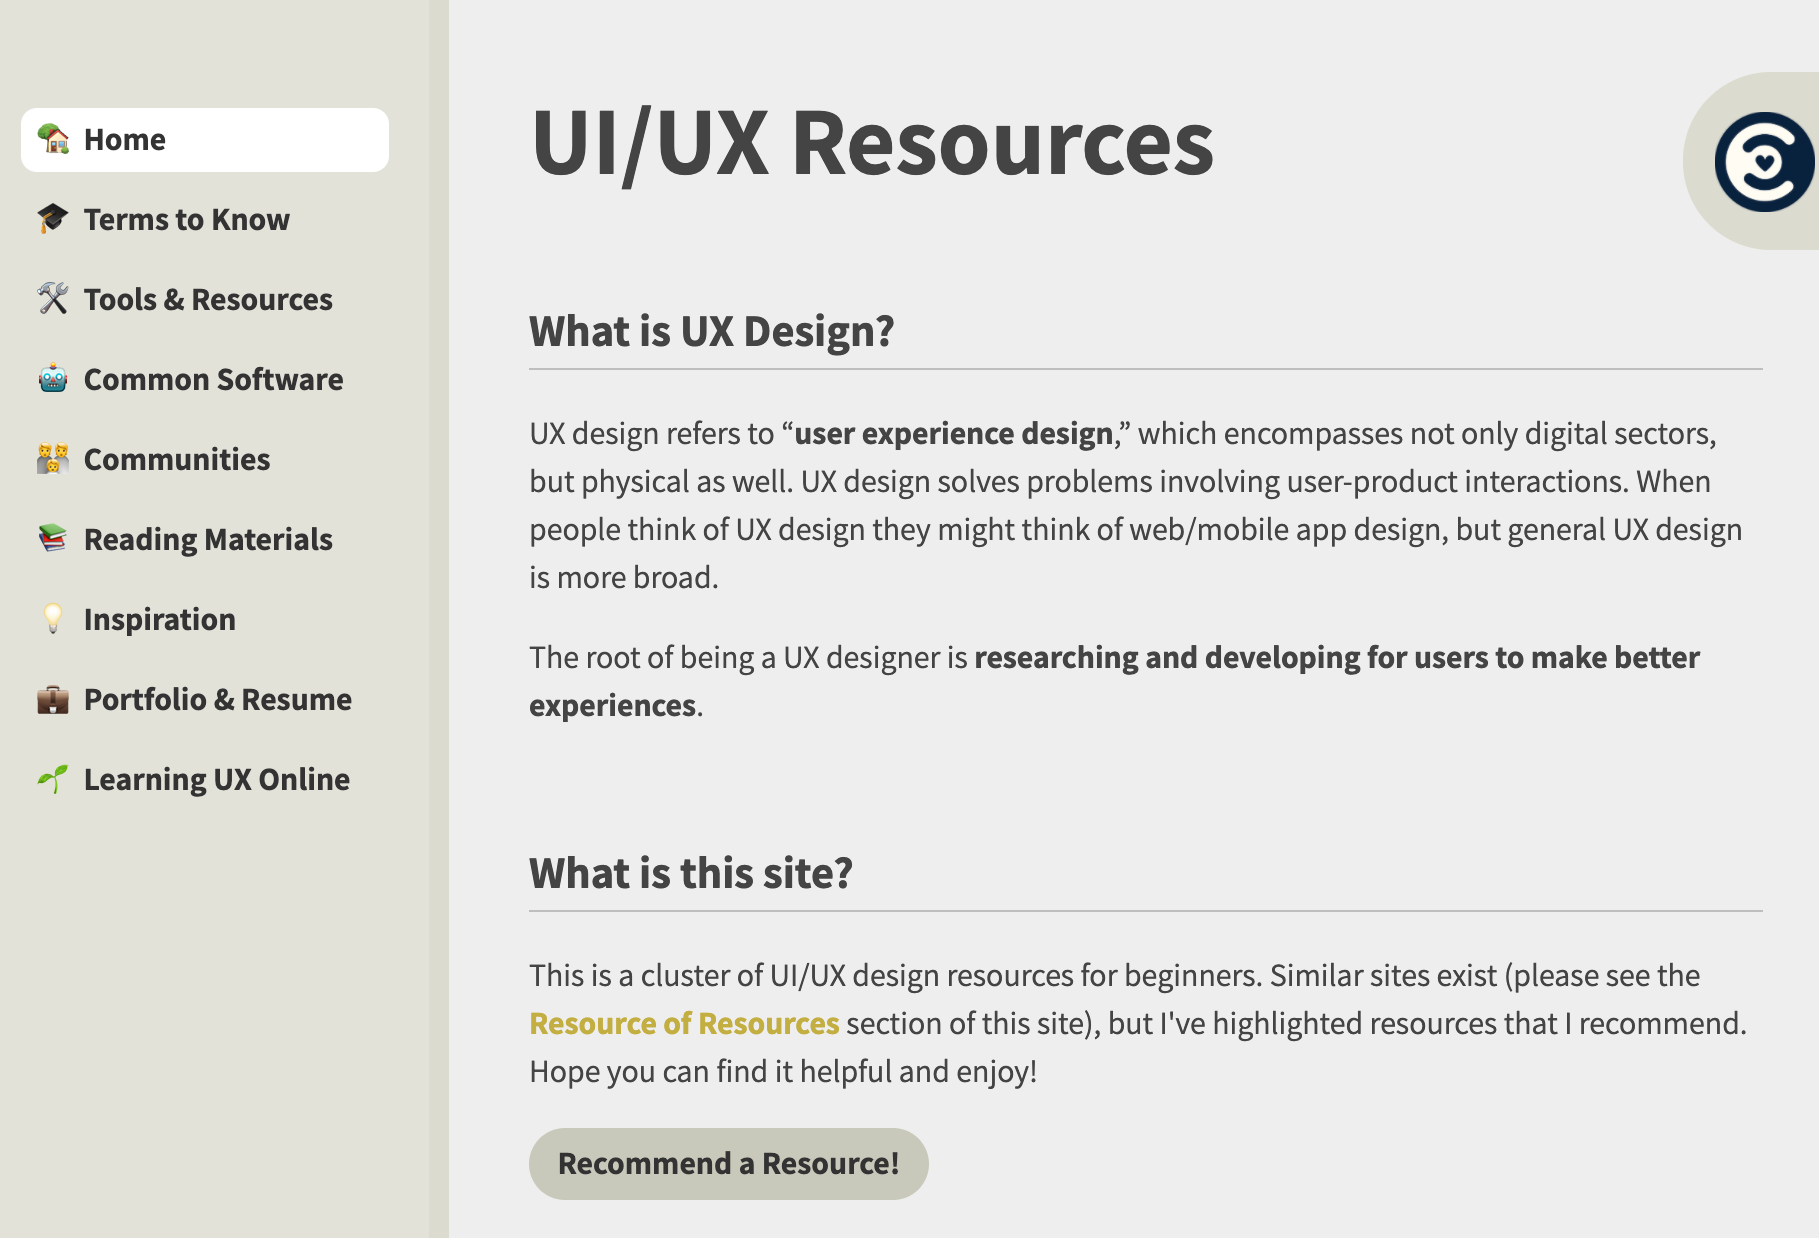 Home
Terms to Know
Tools & Resources
Common Software
Communities
Reading Materials
Inspiration
Portfolio & Resume
Learning UX Online
UI/UX Resources
What is UX Design?
UX design refers to “user experience design,” which encompasses not only digital sectors,
but physical as well. UX design solves problems involving user-product interactions. When
people think of UX design they might think of web/mobile app design, but general UX design
is more broad.
The root of being a UX designer is researching and developing for users to make better
experiences.
What is this site?
This is a cluster of UI/UX design resources for beginners. Similar sites exist (please see the
Resource of Resources section of this site), but I've highlighted resources that I recommend.
Hope you can find it helpful and enjoy!
Recommend a Resource!